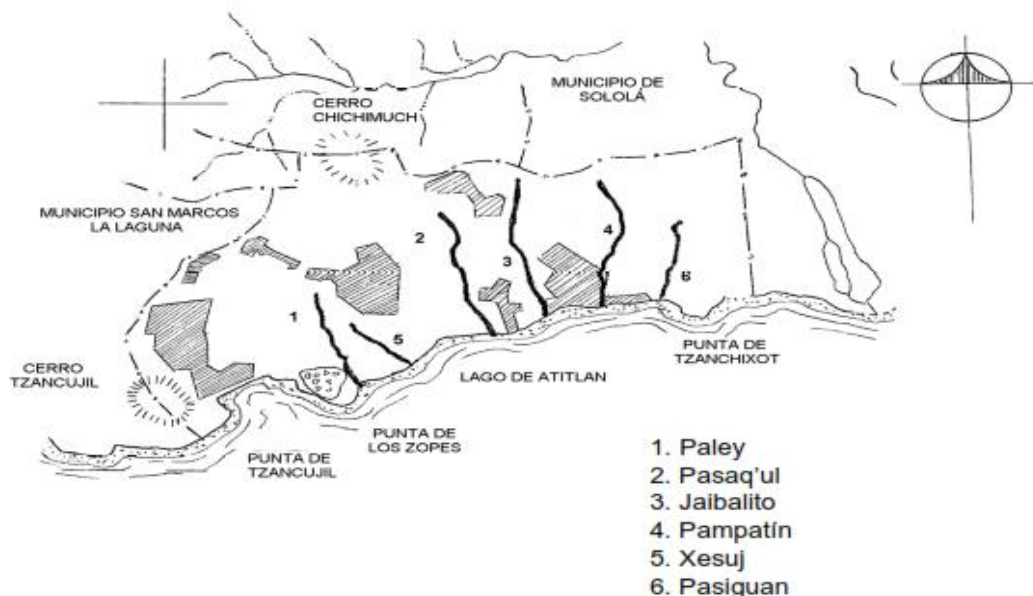 MUNICIPIO DE
SOLOLÁ
CERRO
CHICHIMUCH
MUNICIPIO SAN MARCOS
LA LAGUNA
2
4
3
6
1
5
CERRO
TZANCUJIL
PUNTA DE
TZANCHIXOT
LAGO DE ATITLAN
PUNTA DE
LOS ZOPES
PUNTA DE
TZANCUJIL
1. Paley
2. Pasaq'ul
3. Jaibalito
4. Pampatín
5. Xesuj
6. Pasiguan